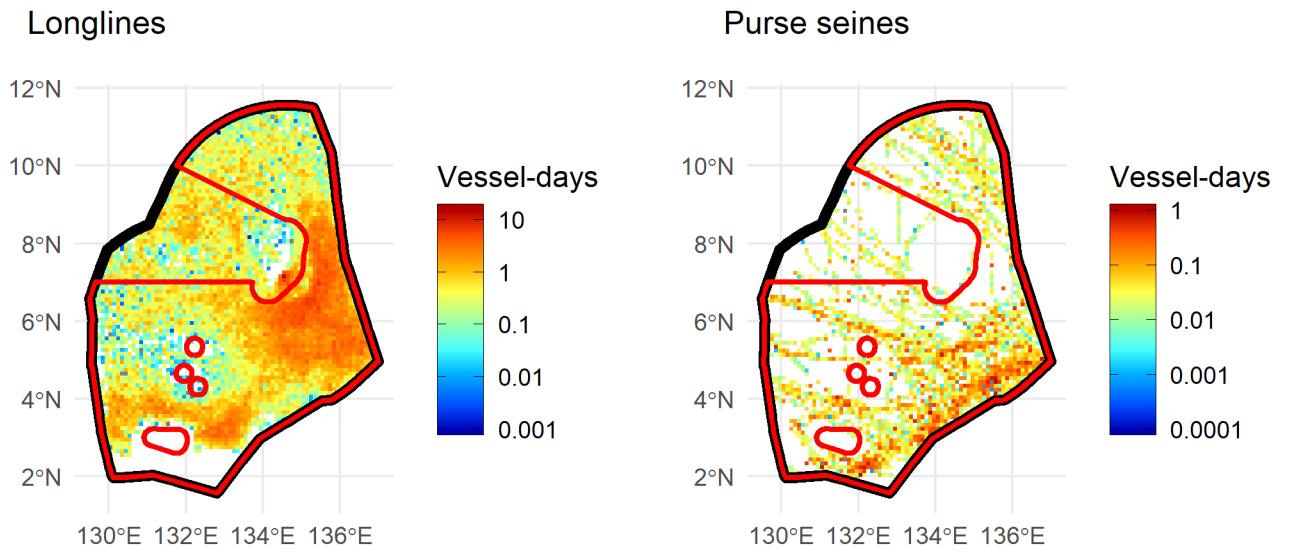 Longlines
12°N
10°N
8°N
6°N
4°N
2°N
130°E 132°E 134°E 136°E
Vessel-days
10
1
0.1
0.01
0.001
Purse seines
12°N
10°N
8°N
6°N
4°N
2°N
130°E 132°E 134°E 136°E
Vessel-days
1
0.1
0.01
0.001
0.0001